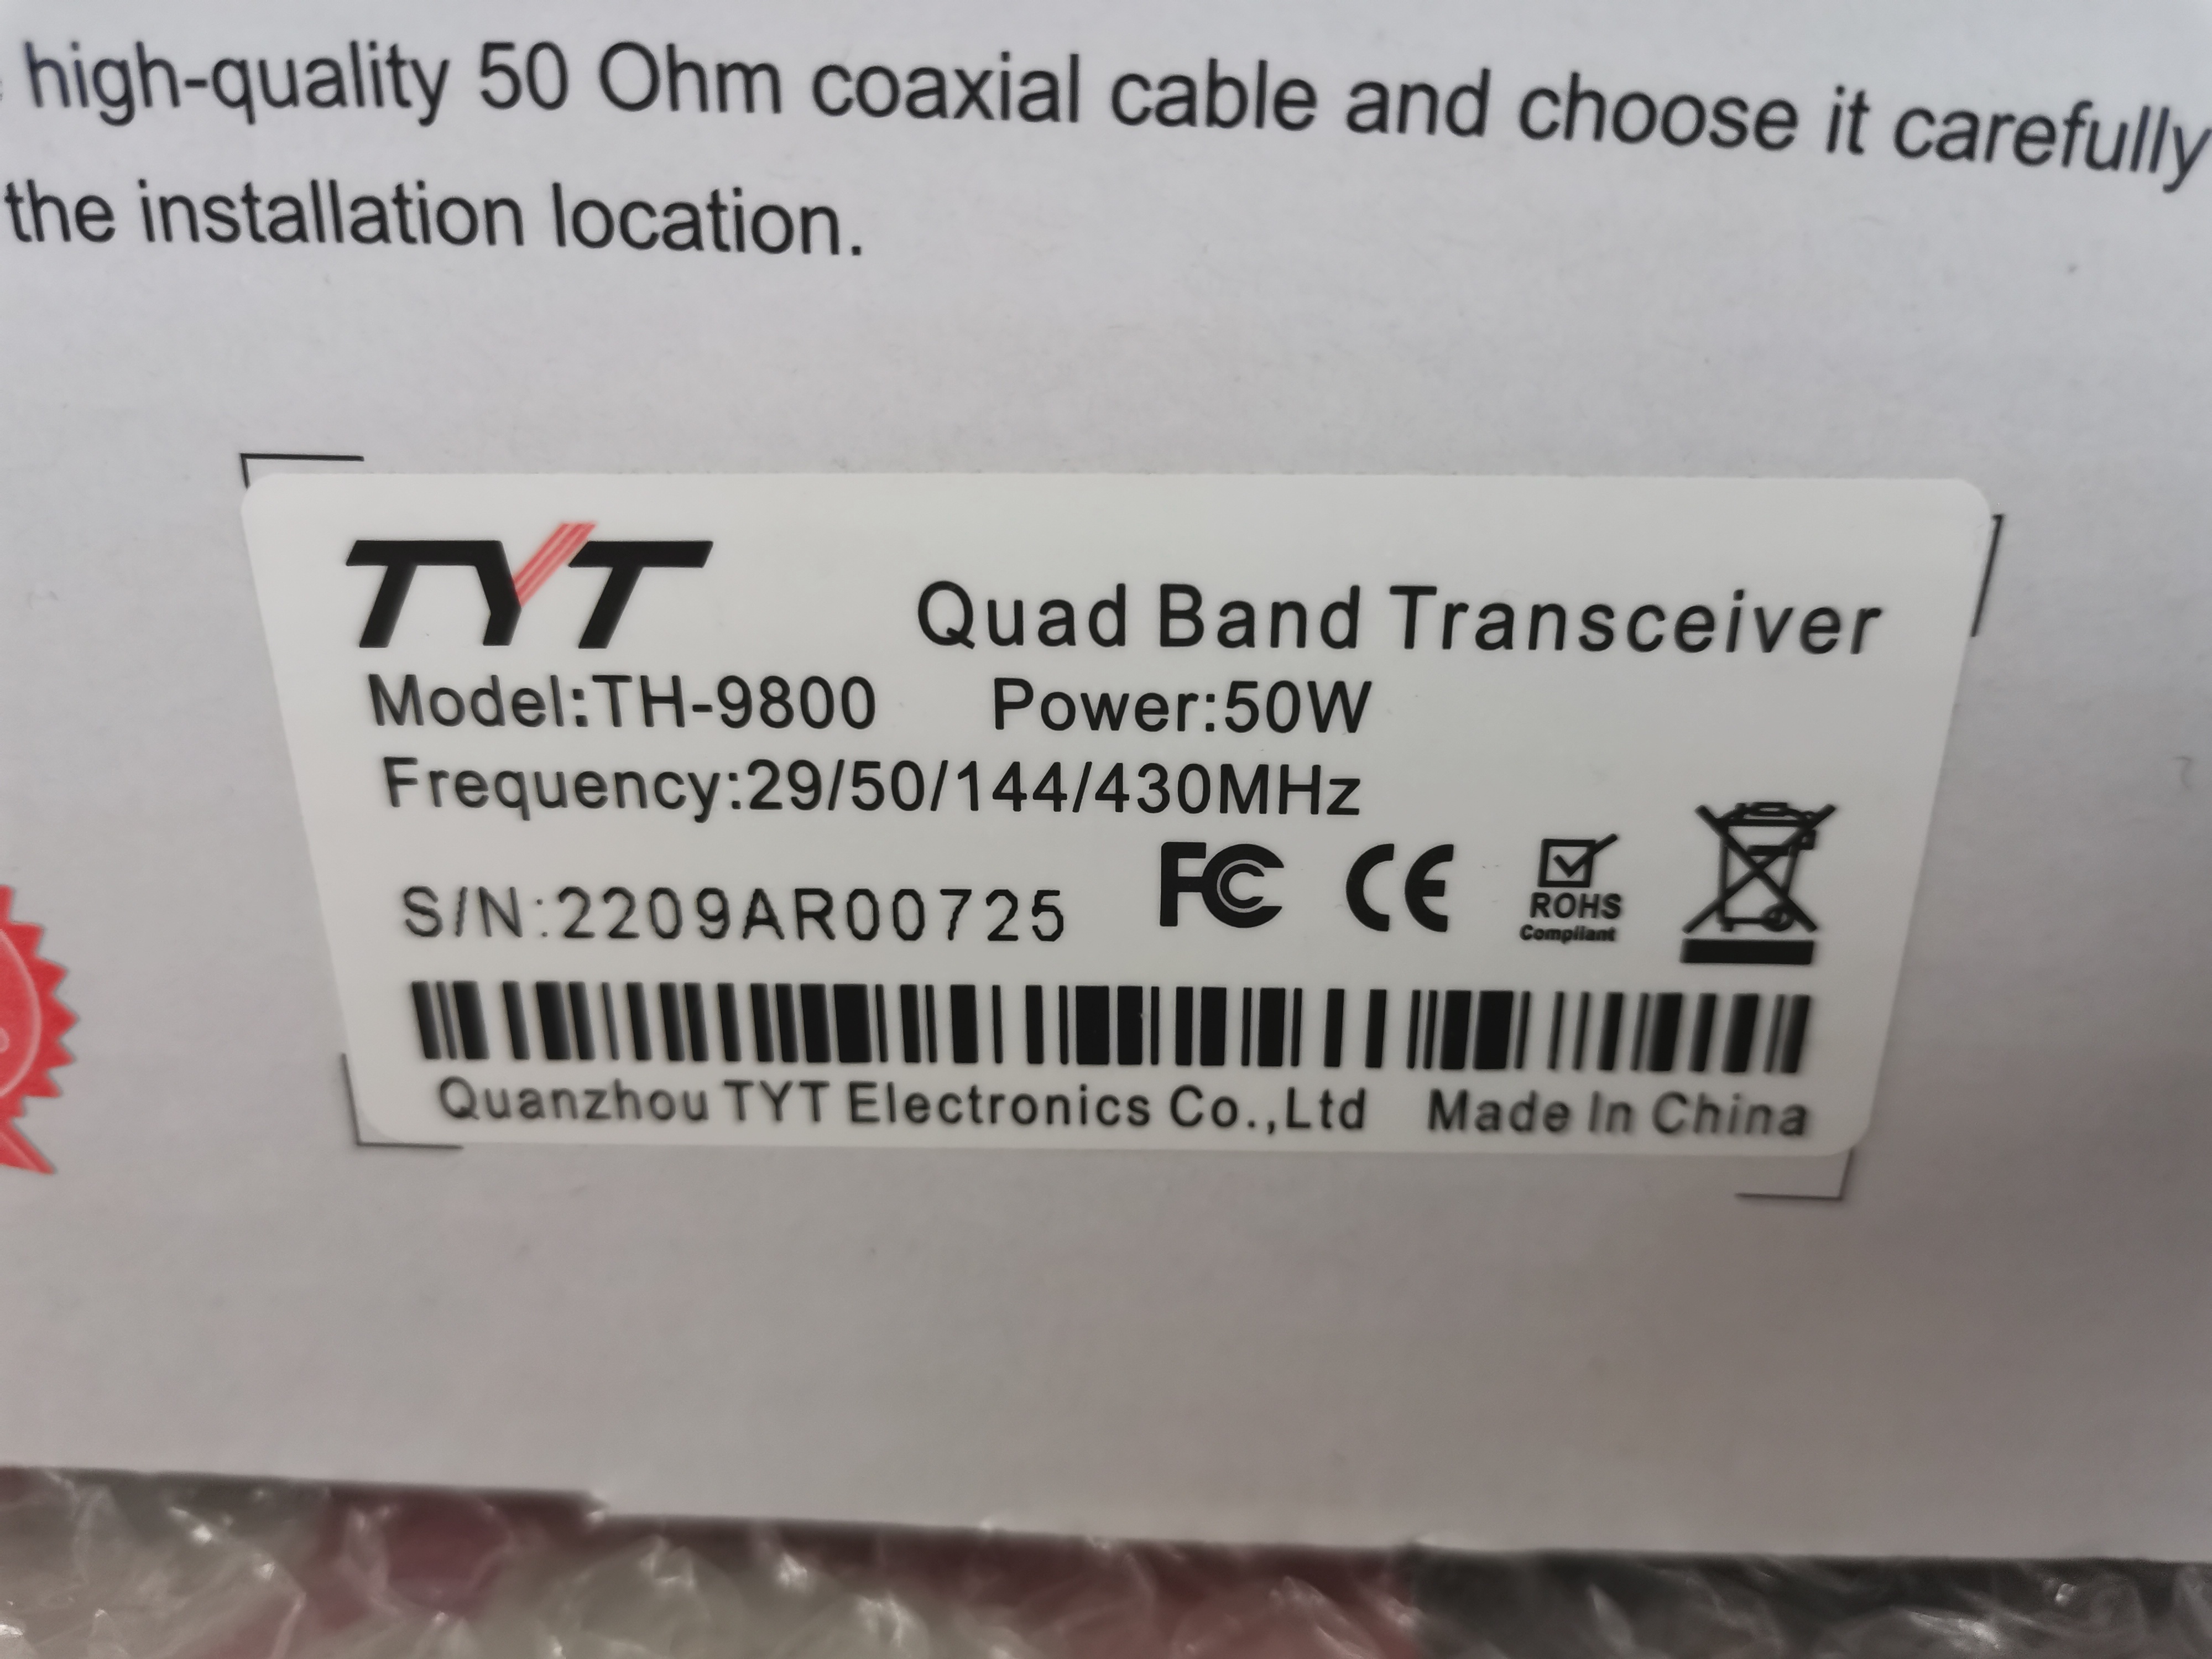 high-quality 50 Ohm coaxial cable and choose it carefully
the installation location.
TYT
Quad Band Transceiver
Model:TH-9800 Power:50W
Frequency:29/50/144/430MHz
S/N:2209AR00725 FC CE ROHS
Compliant
Quanzhou TYT Electronics Co.,Ltd Made In China